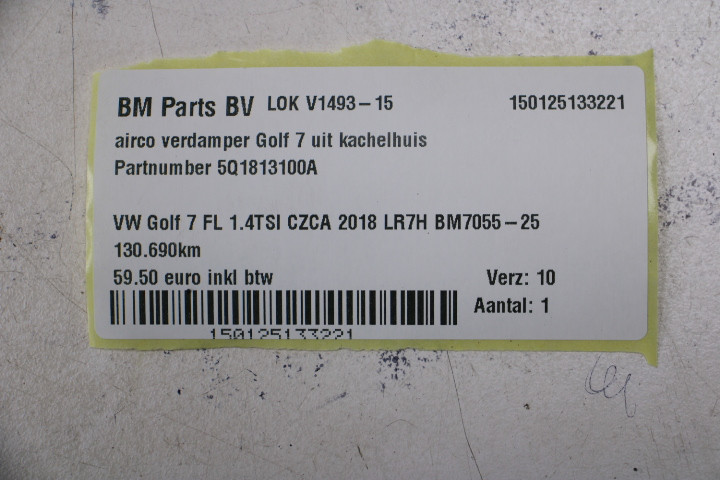 BM Parts BV LOK V1493-15 150125133221
airco verdamper Golf 7 uit kachelhuis
Partnumber 5Q1813100A
VW Golf 7 FL 1.4TSI CZCA 2018 LR7H BM7055-25
130.690km
59.50 euro inkl btw Verz: 10
Aantal: 1
150125133221